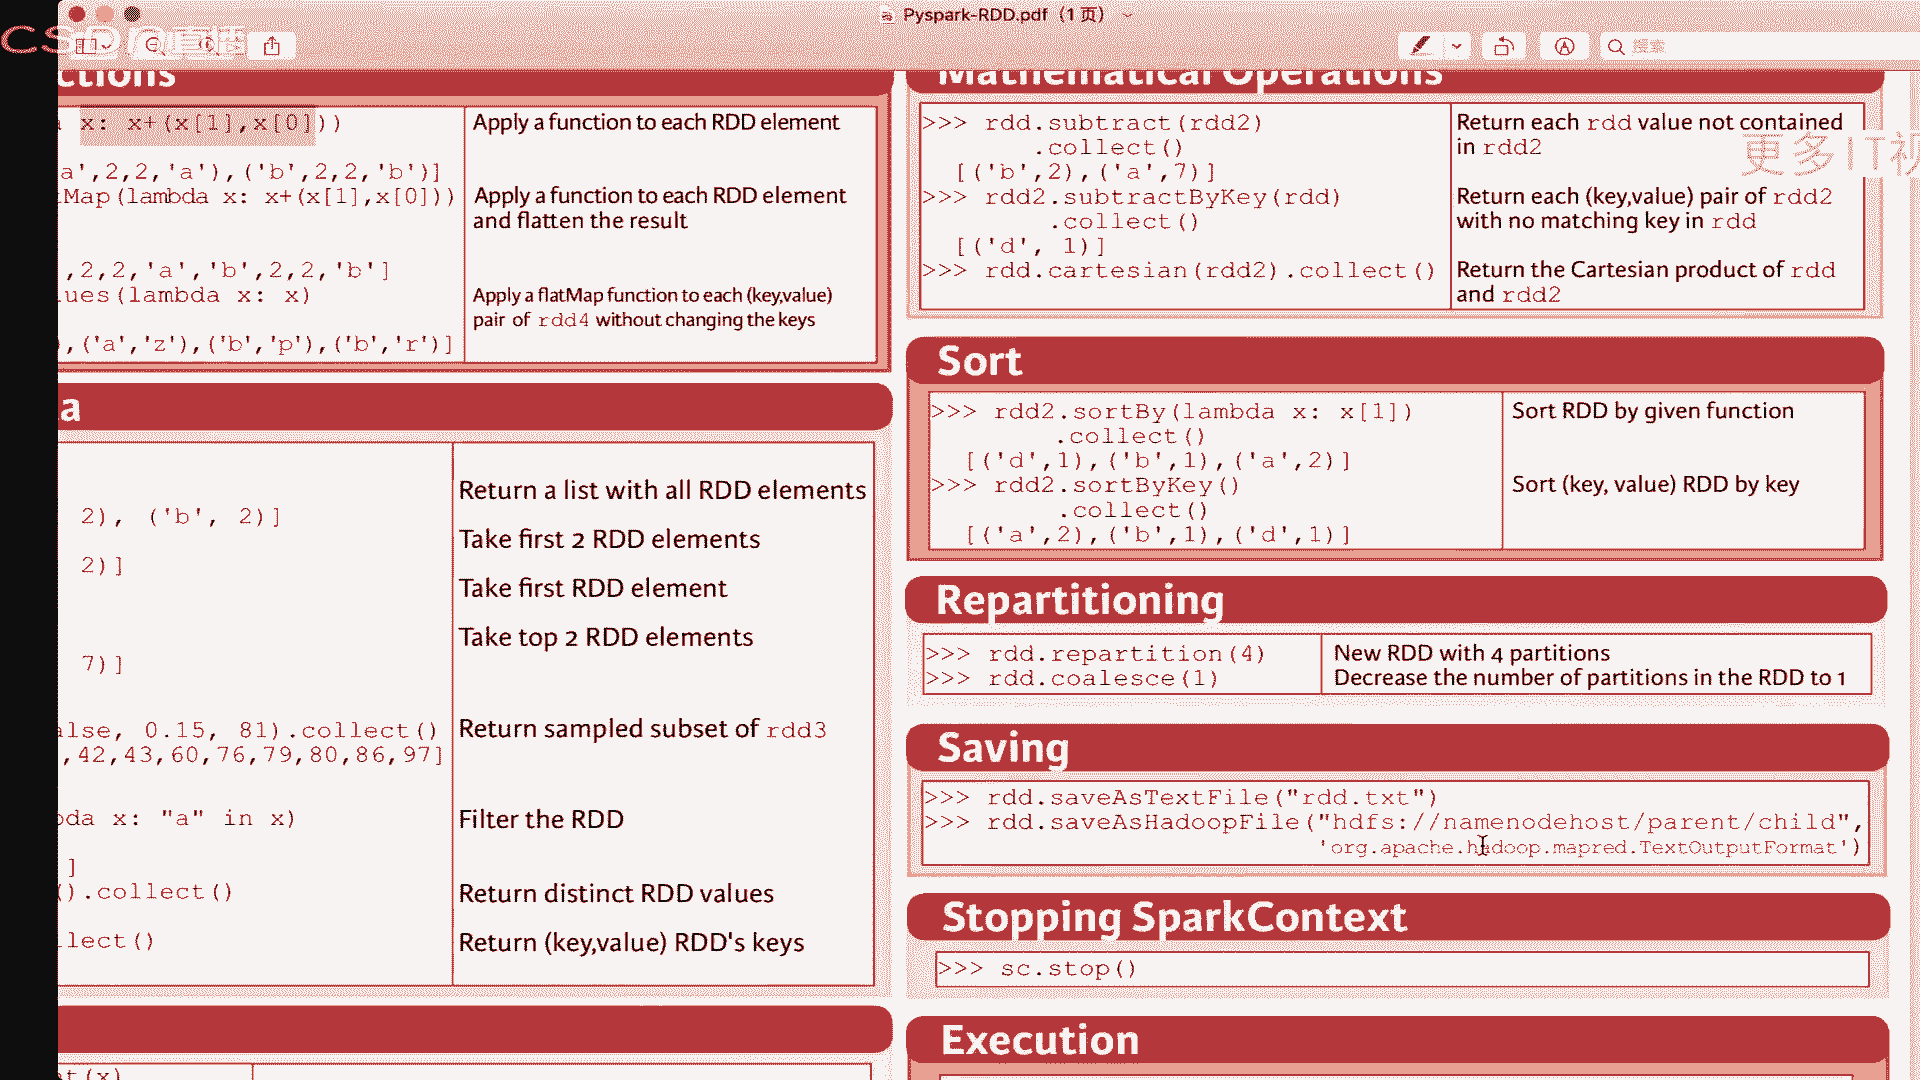 Pyspark-RDD.pdf (1 页)
CSDN直播
搜索
更多IT视
ctions
x: x+(x[1],x[0]))
Apply a function to each RDD element
a',2,2,'a'),('b',2,2,'b')]
tMap(lambda x: x+(x[1],x[0]))
Apply a function to each RDD element
and flatten the result
,2,2,'a','b',2,2,'b']
ues(lambda x: x)
Apply a flatMap function to each (key,value)
pair of rdd4 without changing the keys
),('a','z'),('b','p'),('b','r')]
a
Return a list with all RDD elements
2), ('b', 2)]
Take first 2 RDD elements
2)]
Take first RDD element
Take top 2 RDD elements
7)]
alse, 0.15, 81).collect()
Return sampled subset of rdd3
,42,43,60,76,79,80,86,97]
bda x: "a" in x)
Filter the RDD
]
().collect()
Return distinct RDD values
llect()
Return (key,value) RDD's keys
t(x)
Mathematical Operations
>>> rdd.subtract(rdd2)
Return each rdd value not contained
.collect()
in rdd2
[('b',2),('a',7)]
>>> rdd2.subtractByKey(rdd)
Return each (key,value) pair of rdd2
.collect()
with no matching key in rdd
[('d', 1)]
>>> rdd.cartesian(rdd2).collect()
Return the Cartesian product of rdd
and rdd2
Sort
>>> rdd2.sortBy(lambda x: x[1])
Sort RDD by given function
.collect()
[('d',1),('b',1),('a',2)]
>>> rdd2.sortByKey()
Sort (key, value) RDD by key
.collect()
[('a',2),('b',1),('d',1)]
Repartitioning
>>> rdd.repartition(4)
New RDD with 4 partitions
>>> rdd.coalesce(1)
Decrease the number of partitions in the RDD to 1
Saving
>>> rdd.saveAsTextFile("rdd.txt")
>>> rdd.saveAsHadoopFile("hdfs://namenodehost/parent/child",
'org.apache.hadoop.mapred.TextOutputFormat')
Stopping SparkContext
>>> sc.stop()
Execution